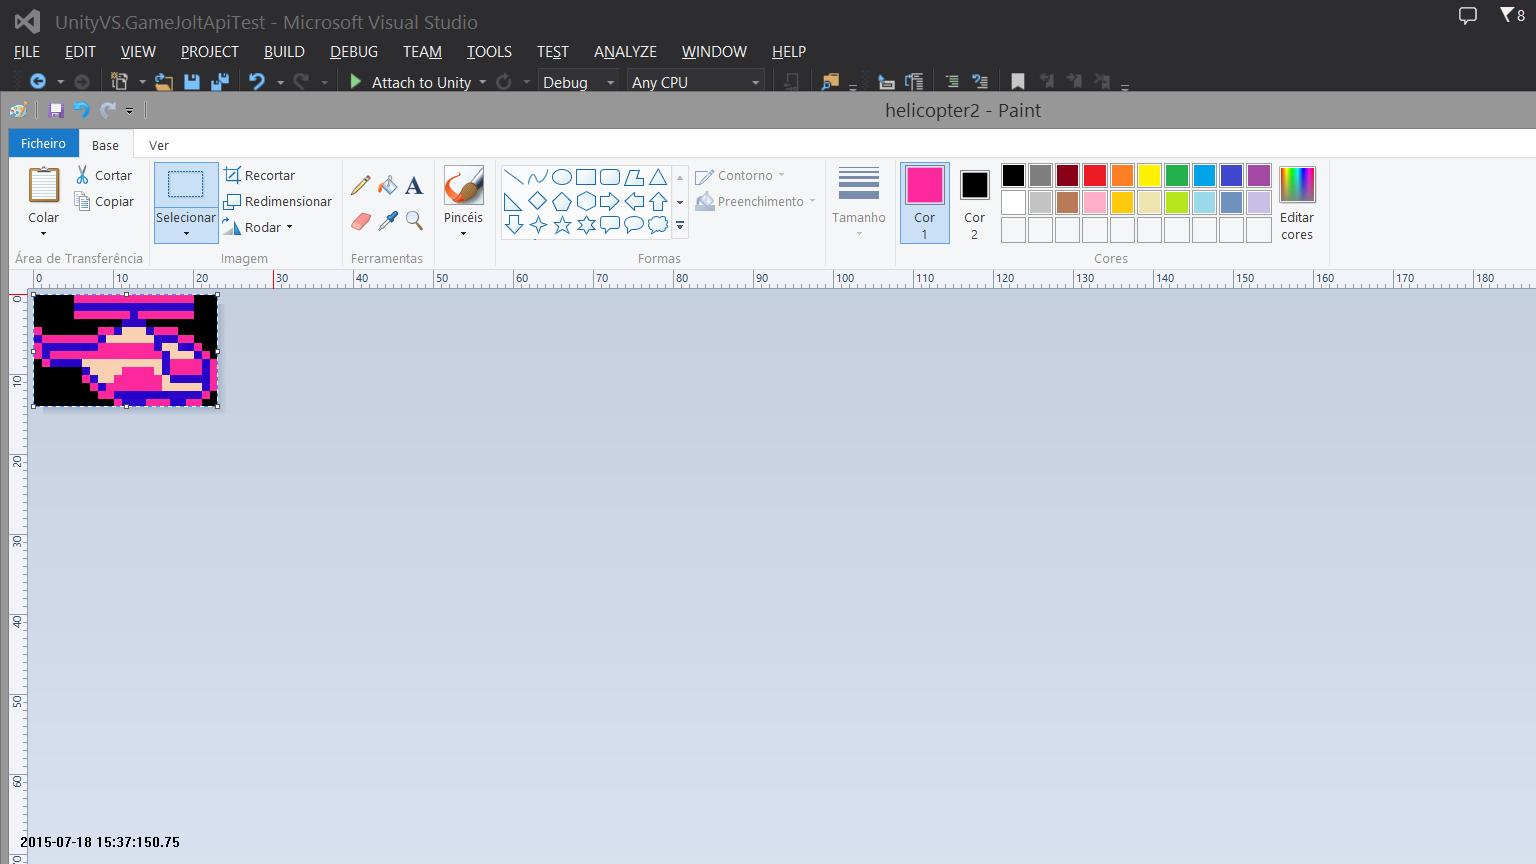 UnityVS.GameJoltApiTest - Microsoft Visual Studio
8
FILE EDIT VIEW PROJECT BUILD DEBUG TEAM TOOLS TEST ANALYZE WINDOW HELP
Attach to Unity Debug Any CPU
helicopter2 - Paint
Ficheiro Base Ver
Colar Cortar Copiar Selecionar Recortar Redimensionar Rodar A Pincéis Contorno Preenchimento Tamanho Cor 1 Cor 2 Editar cores
Área de Transferência Imagem Ferramentas Formas Cores
0 10 20 30 40 50 60 70 80 90 100 110 120 130 140 150 160 170 180
0
10
20
30
40
50
60
70
2015-07-18 15:37:150.75